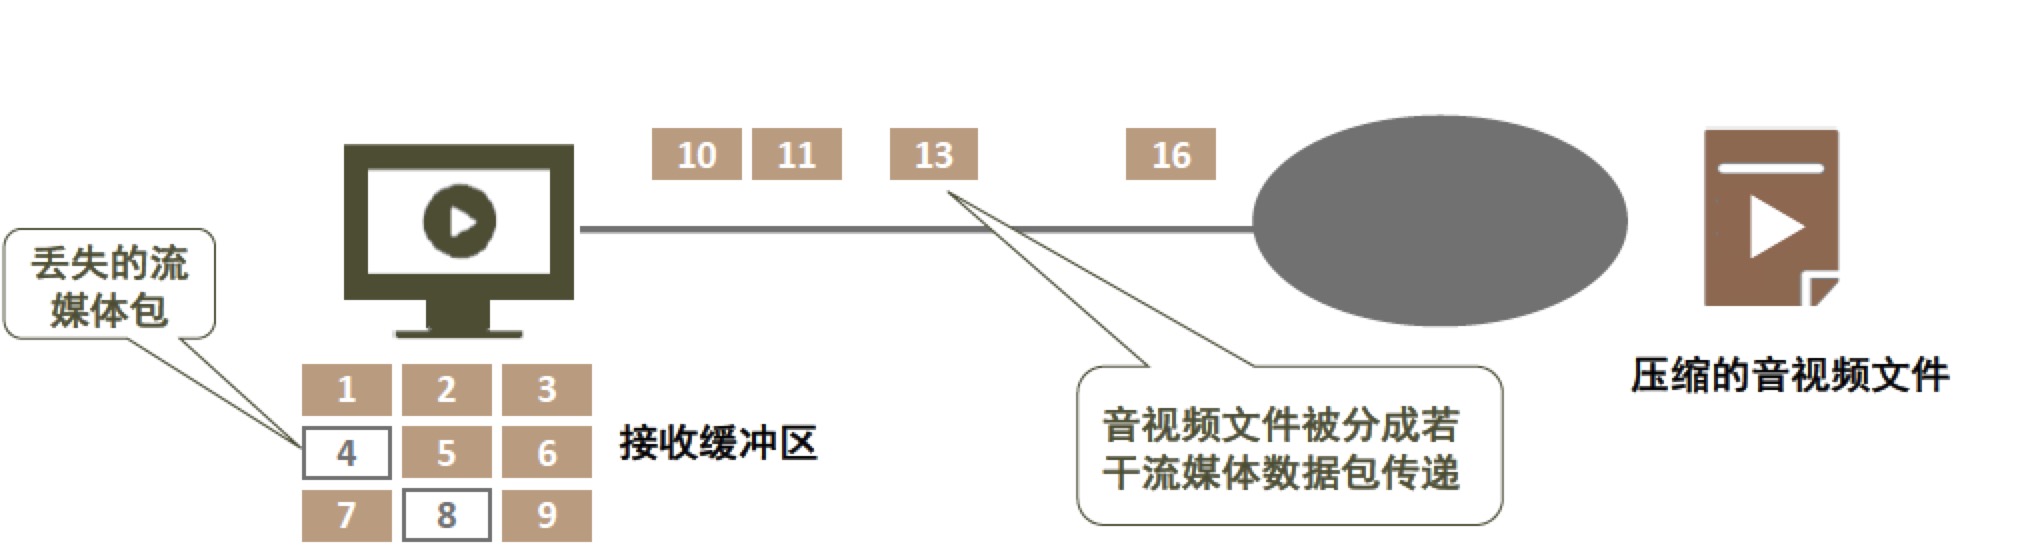 10 11 13 16
丢失的流
媒体包
1 2 3
4 5 6
7 8 9
接收缓冲区
音视频文件被分成若
干流媒体数据包传递
压缩的音视频文件